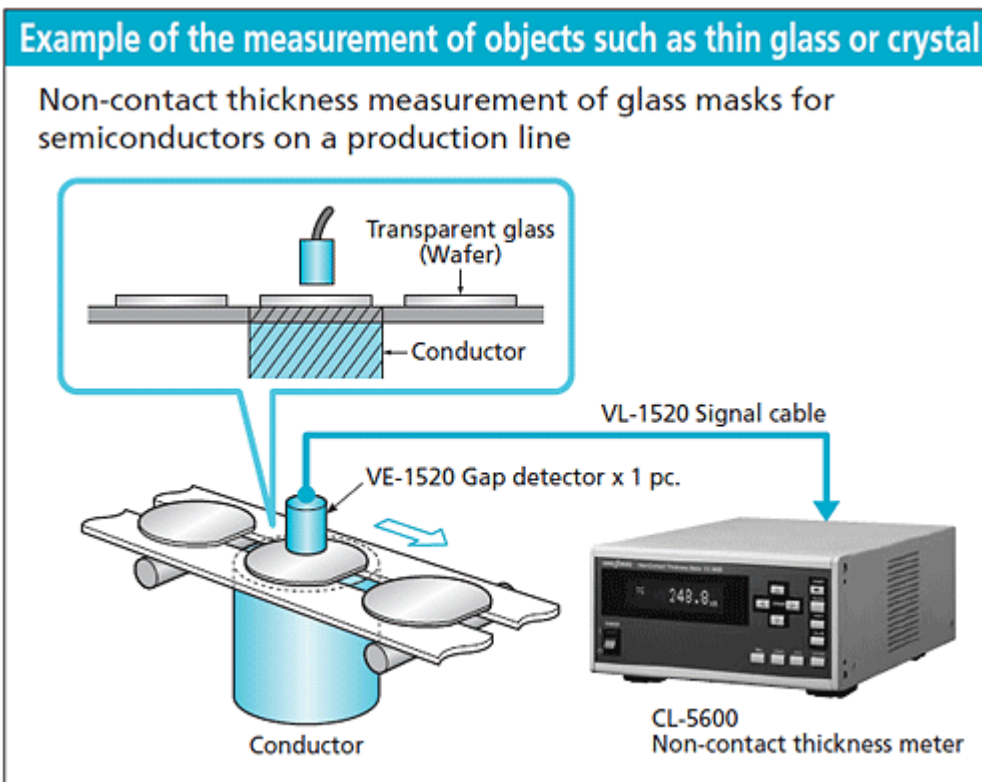 Example of the measurement of objects such as thin glass or crystal
Non-contact thickness measurement of glass masks for
semiconductors on a production line
Transparent glass
(Wafer)
Conductor
VL-1520 Signal cable
VE-1520 Gap detector x 1 pc.
248.8
Conductor
CL-5600
Non-contact thickness meter